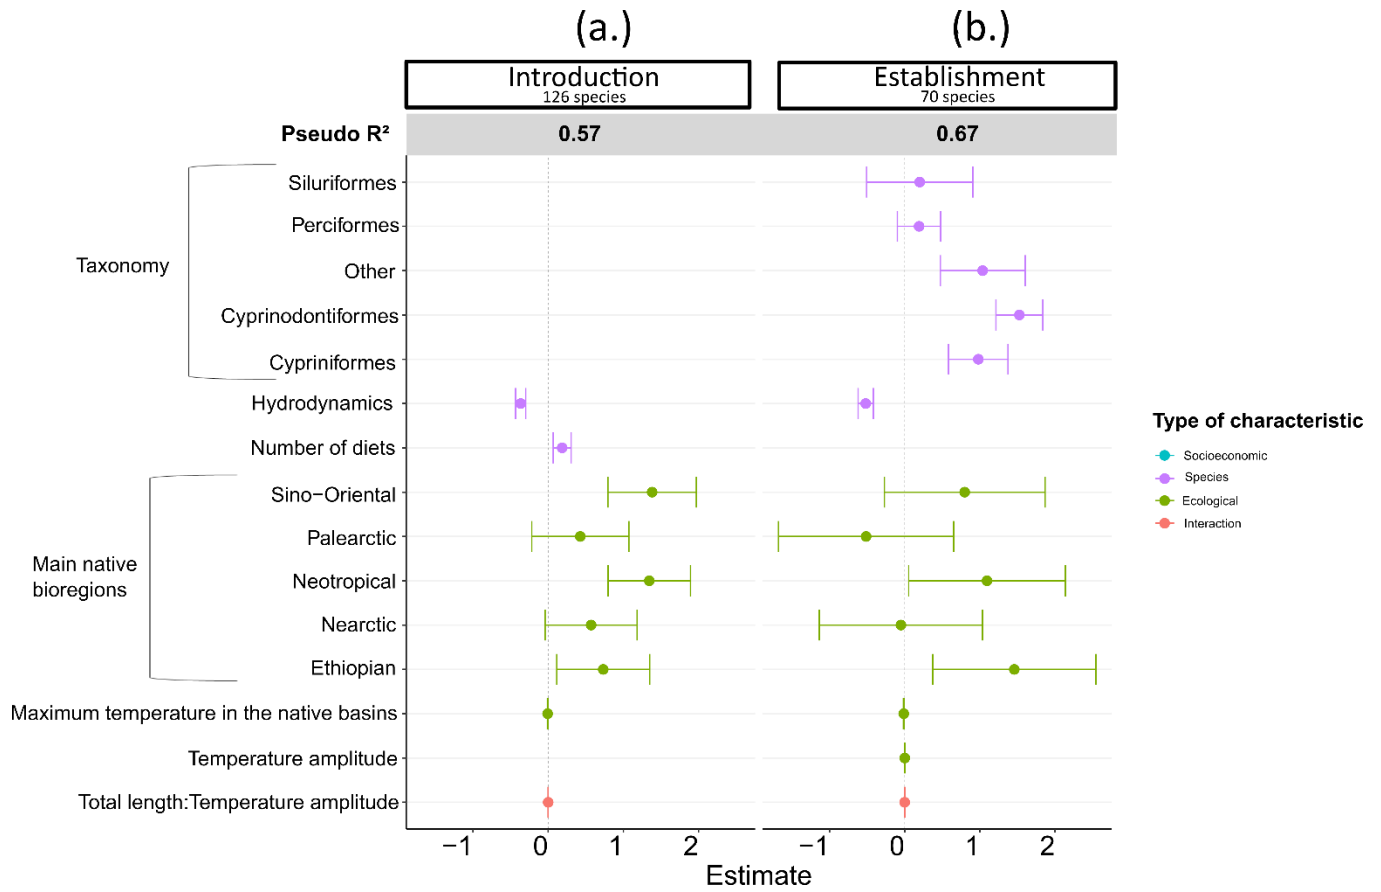 (a.) (b.)
Introduction Establishment
126 species 70 species
Pseudo R² 0.57 0.67
Siluriformes
Perciformes
Taxonomy
Other
Cyprinodontiformes
Cypriniformes
Hydrodynamics
Number of diets
Sino−Oriental
Palearctic
Main native
bioregions
Neotropical
Nearctic
Ethiopian
Maximum temperature in the native basins
Temperature amplitude
Total length:Temperature amplitude
−1 0 1 2 −1 0 1 2
Estimate
Type of characteristic
Socioeconomic
Species
Ecological
Interaction